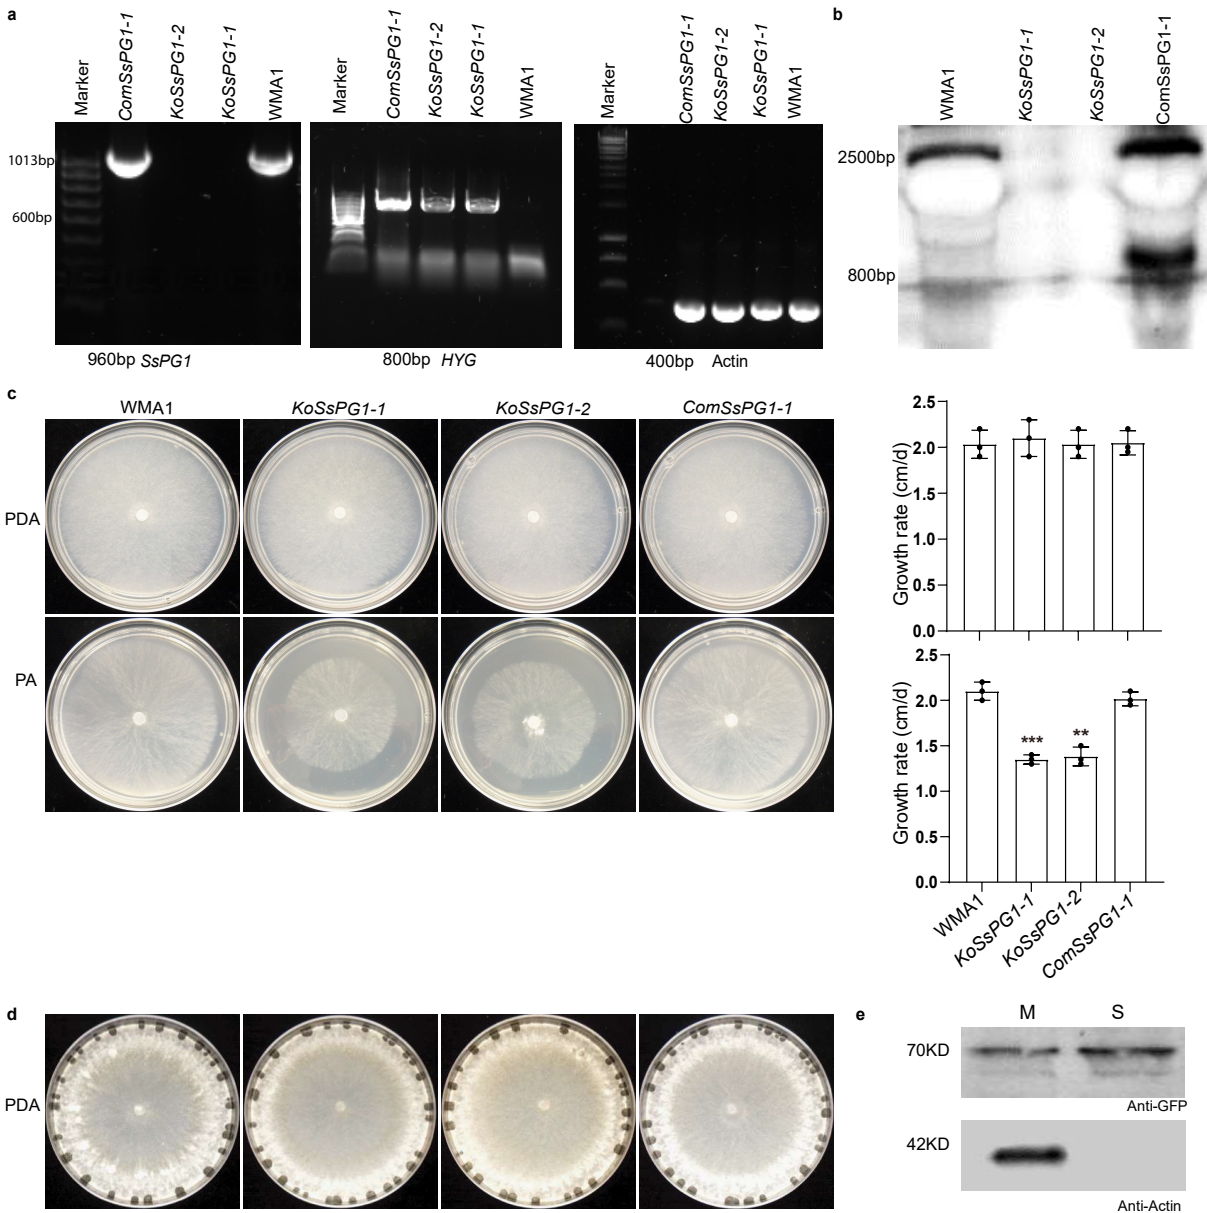 a
Marker
ComSsPG1-1
KoSsPG1-2
KoSsPG1-1
WMA1
1013bp
600bp
960bp SsPG1
Marker
ComSsPG1-1
KoSsPG1-2
KoSsPG1-1
WMA1
800bp HYG
Marker
ComSsPG1-1
KoSsPG1-2
KoSsPG1-1
WMA1
400bp Actin
b
WMA1
KoSsPG1-1
KoSsPG1-2
ComSsPG1-1
2500bp
800bp
c
WMA1 KoSsPG1-1 KoSsPG1-2 ComSsPG1-1
PDA
PA
Growth rate (cm/d)
2.5
2.0
1.5
1.0
0.5
0.0
Growth rate (cm/d)
2.5
2.0
1.5
1.0
0.5
0.0
*** **
WMA1
KoSsPG1-1
KoSsPG1-2
ComSsPG1-1
d
PDA
e
M S
70KD
Anti-GFP
42KD
Anti-Actin